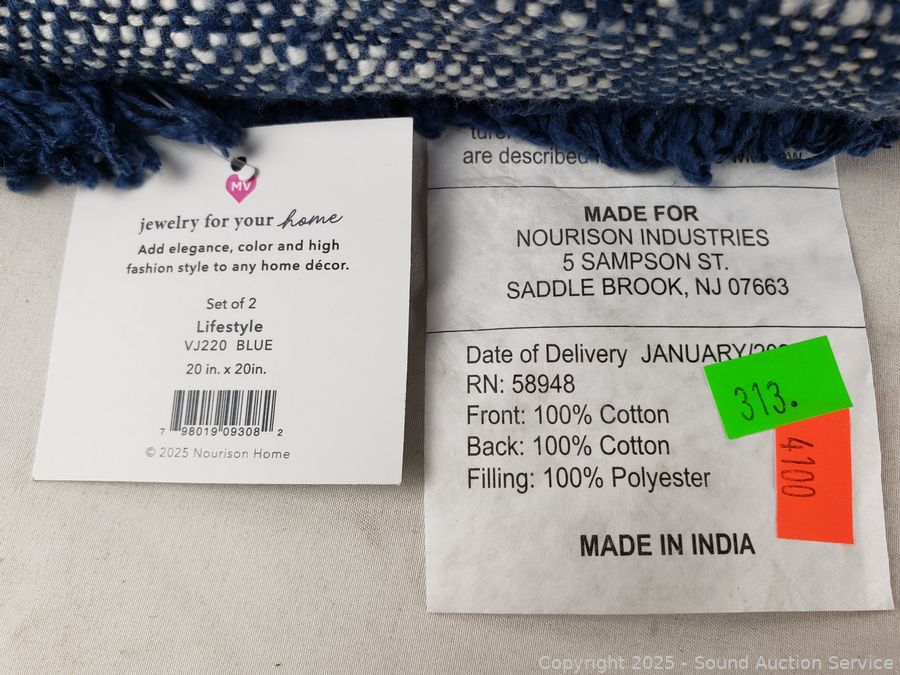 MV
jewelry for your home
Add elegance, color and high
fashion style to any home décor.
Set of 2
Lifestyle
VJ220 BLUE
20 in. x 20in.
7 98019 09308 2
© 2025 Nourison Home
are described
MADE FOR
NOURISON INDUSTRIES
5 SAMPSON ST.
SADDLE BROOK, NJ 07663
Date of Delivery JANUARY/
RN: 58948
Front: 100% Cotton
Back: 100% Cotton
Filling: 100% Polyester
MADE IN INDIA
313.
4100
Copyright 2025 - Sound Auction Service